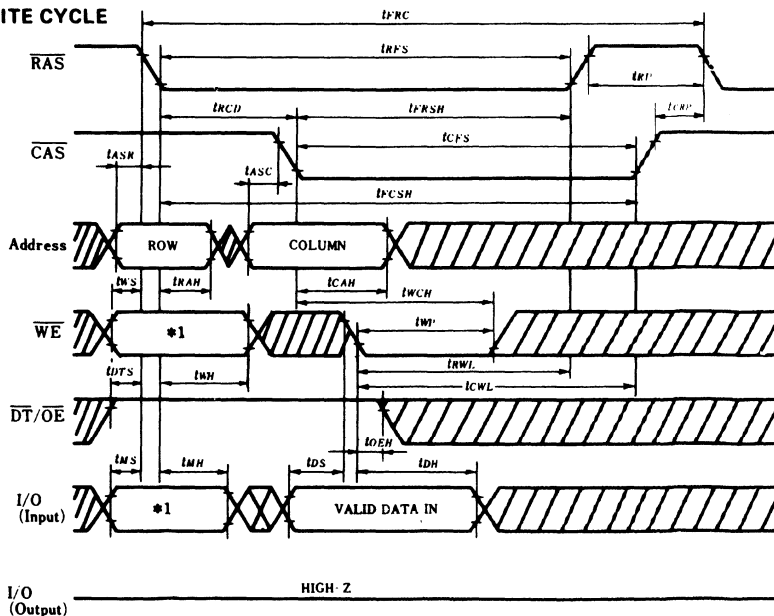 ITE CYCLE
tFRC
RAS
tRFS
tRP
tRCD
tFRSH
tCRP
CAS
tCFS
tASR
tASC
tFCSH
Address
ROW
COLUMN
tWS
tRAH
tCAH
tWCH
WE
*1
tWP
tDTS
tWH
tRWL
tCWL
DT/OE
tOEH
tMS
tMH
tDS
tDH
I/O
(Input)
*1
VALID DATA IN
I/O
(Output)
HIGH-Z